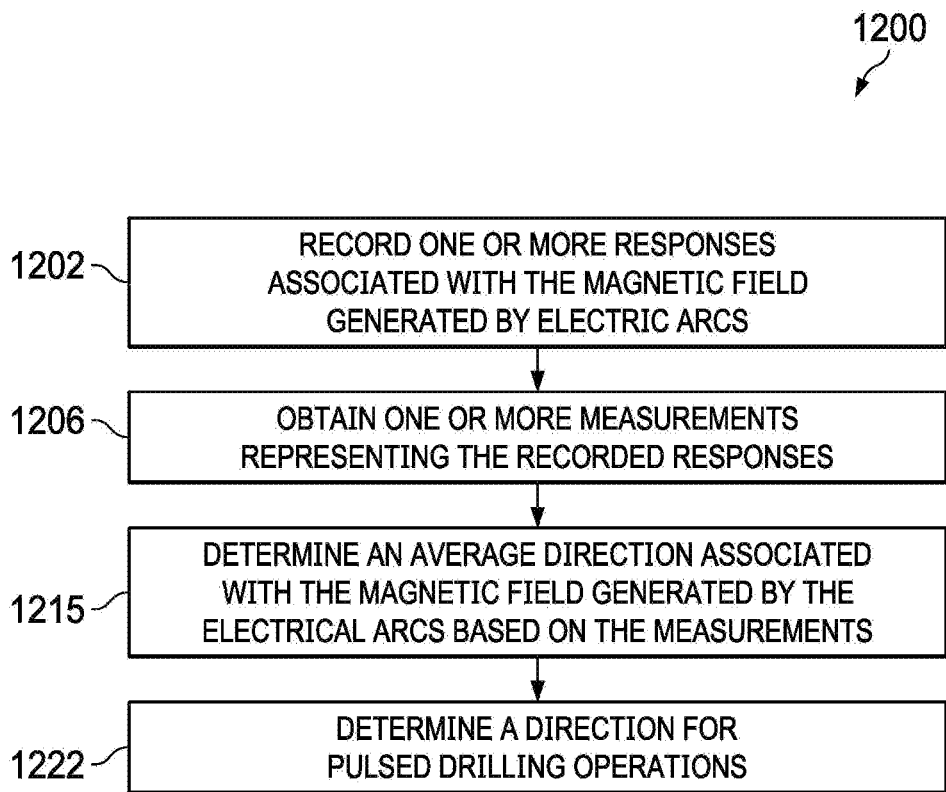 1200
1202
RECORD ONE OR MORE RESPONSES
ASSOCIATED WITH THE MAGNETIC FIELD
GENERATED BY ELECTRIC ARCS
1206
OBTAIN ONE OR MORE MEASUREMENTS
REPRESENTING THE RECORDED RESPONSES
1215
DETERMINE AN AVERAGE DIRECTION ASSOCIATED
WITH THE MAGNETIC FIELD GENERATED BY THE
ELECTRICAL ARCS BASED ON THE MEASUREMENTS
1222
DETERMINE A DIRECTION FOR
PULSED DRILLING OPERATIONS